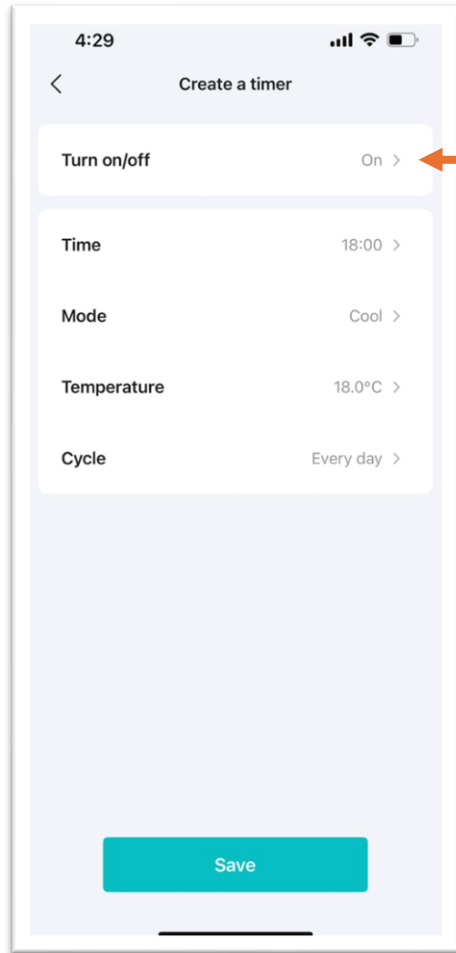 4:29
Create a timer
Turn on/off On
Time 18:00
Mode Cool
Temperature 18.0°C
Cycle Every day
Save